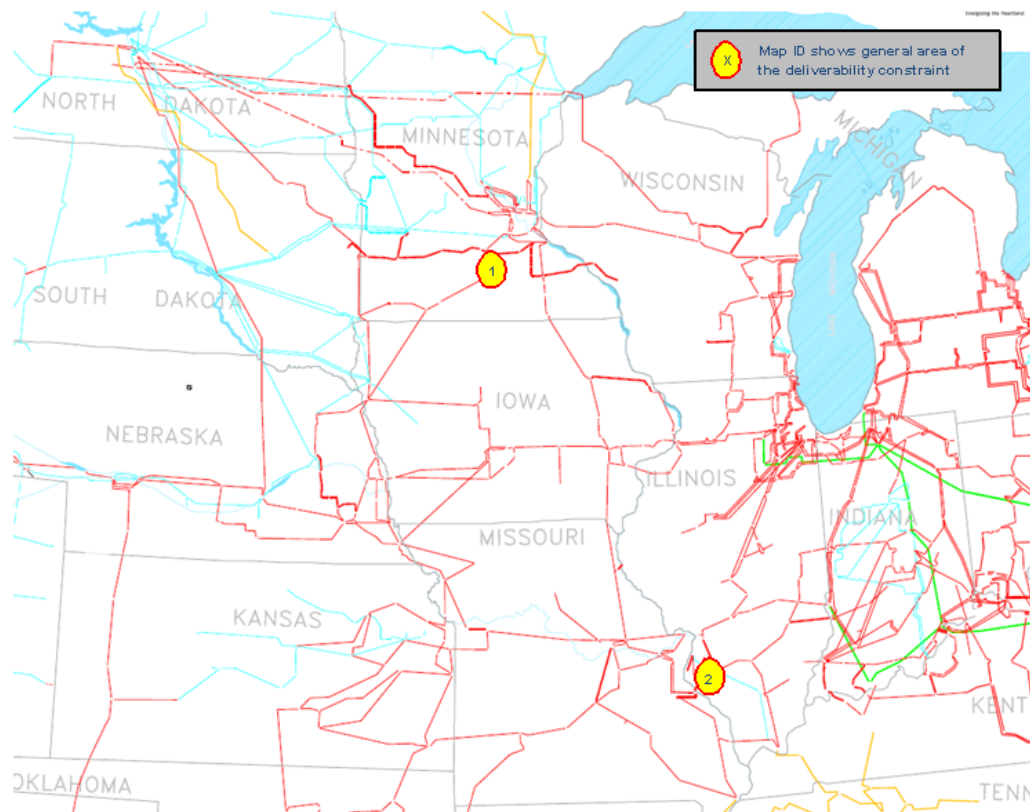 Energizing the Heartland
X
Map ID shows general area of
the deliverability constraint
NORTH DAKOTA
MINNESOTA
WISCONSIN
MICHIGAN
1
SOUTH DAKOTA
IOWA
NEBRASKA
ILLINOIS
INDIANA
MISSOURI
KANSAS
2
KENT
OKLAHOMA
TENN